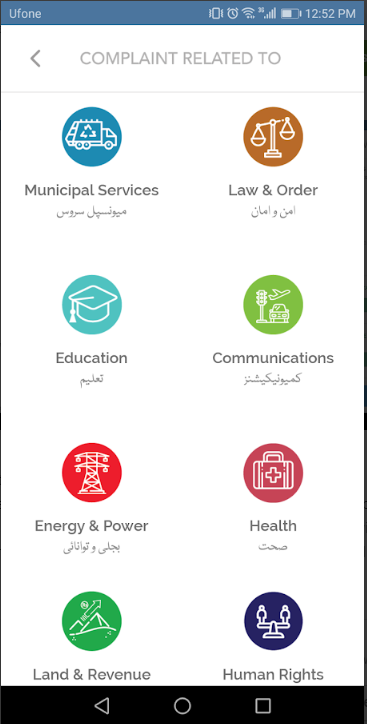 Ufone 3G 12:52 PM
COMPLAINT RELATED TO
Municipal Services
میونسپل سروس
Law & Order
امن و امان
Education
تعلیم
Communications
کمیونیکیشنز
Energy & Power
بجلی و توانائی
Health
صحت
Land & Revenue
Human Rights